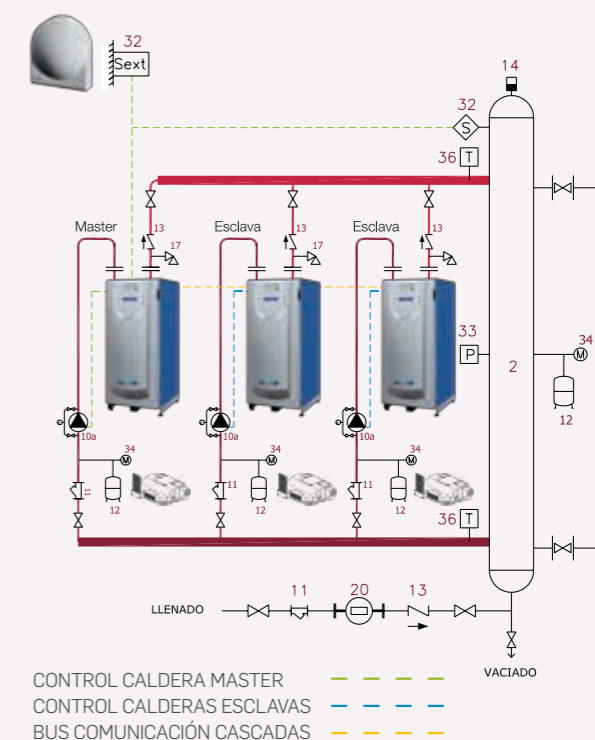 32
Sext
14
32
S
36 T
Master
Esclava
Esclava
13
13
13
17
17
33
P
2
34
M
12
10a
10a
10a
34
M
34
M
34
M
11
11
11
12
12
12
36 T
LLENADO
11
20
13
VACIADO
CONTROL CALDERA MASTER
CONTROL CALDERAS ESCLAVAS
BUS COMUNICACIÓN CASCADAS